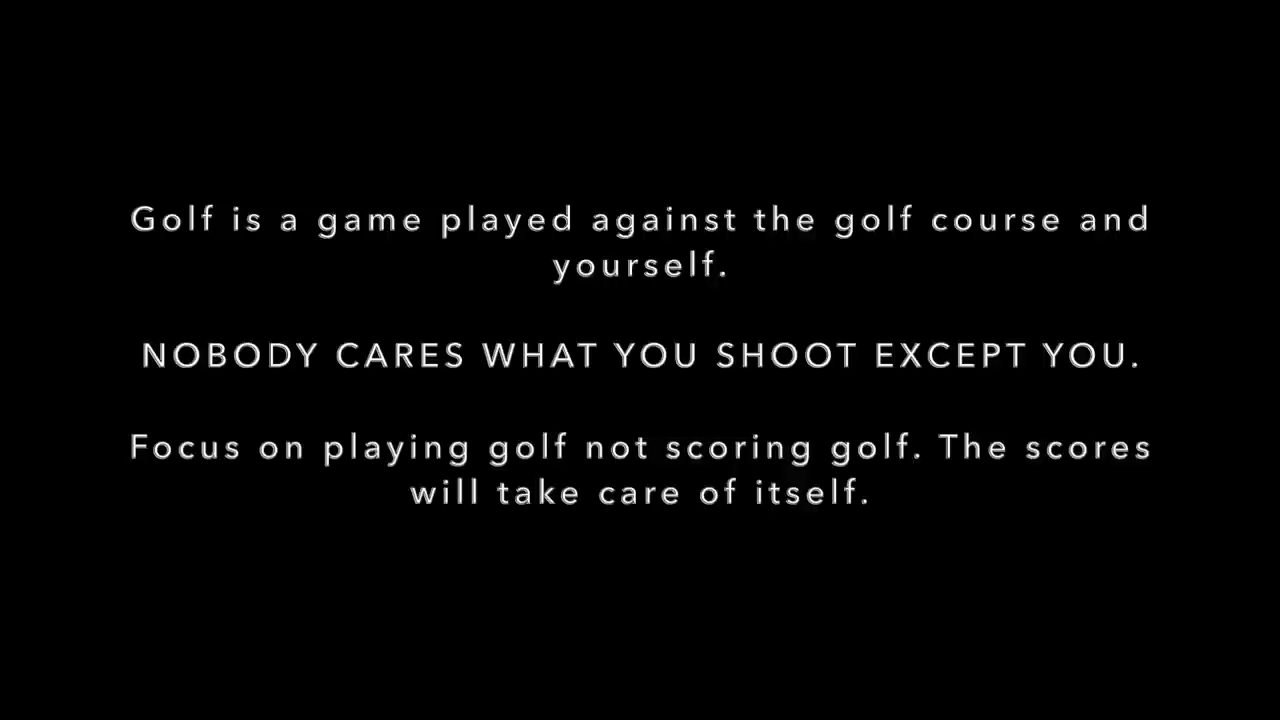 Golf is a game played against the golf course and
yourself.
NOBODY CARES WHAT YOU SHOOT EXCEPT YOU.
Focus on playing golf not scoring golf. The scores
will take care of itself.